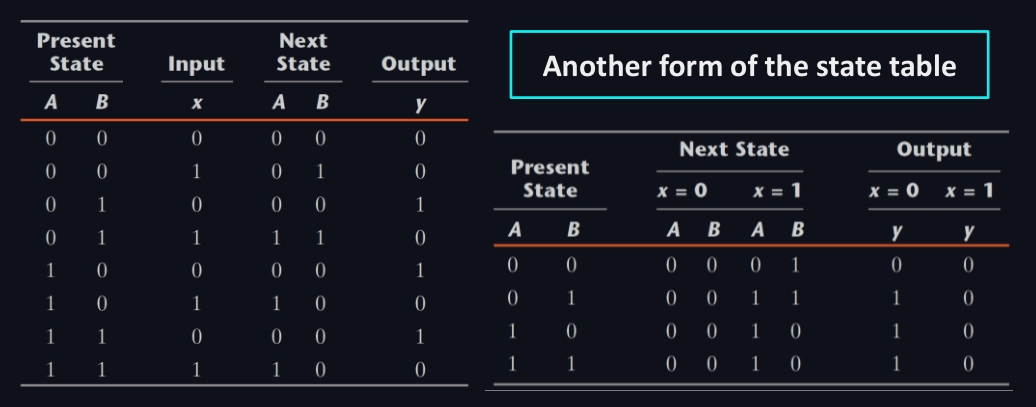 Present State Input Next State Output
A B x A B y
0 0 0 0 0 0
0 0 1 0 1 0
0 1 0 0 0 1
0 1 1 1 1 0
1 0 0 0 0 1
1 0 1 1 0 0
1 1 0 0 0 1
1 1 1 1 0 0
Another form of the state table
Present State Next State Output
x = 0 x = 1 x = 0 x = 1
A B A B A B y y
0 0 0 0 0 1 0 0
0 1 0 0 1 1 1 0
1 0 0 0 1 0 1 0
1 1 0 0 1 0 1 0